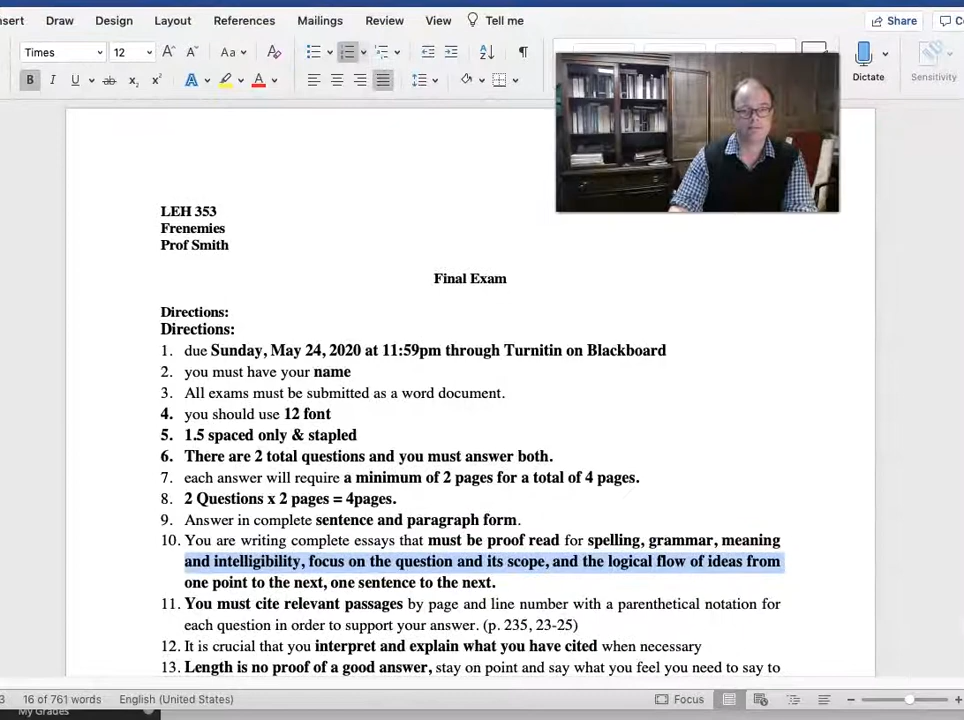 Draw Design Layout References Mailings Review View Tell me Share
Times 12 Aa
B I U ab x₂ x² A A Dictate Sensitivity
LEH 353
Frenemies
Prof Smith
Final Exam
Directions:
Directions:
1. due Sunday, May 24, 2020 at 11:59pm through Turnitin on Blackboard
2. you must have your name
3. All exams must be submitted as a word document.
4. you should use 12 font
5. 1.5 spaced only & stapled
6. There are 2 total questions and you must answer both.
7. each answer will require a minimum of 2 pages for a total of 4 pages.
8. 2 Questions x 2 pages = 4pages.
9. Answer in complete sentence and paragraph form.
10. You are writing complete essays that must be proof read for spelling, grammar, meaning
and intelligibility, focus on the question and its scope, and the logical flow of ideas from
one point to the next, one sentence to the next.
11. You must cite relevant passages by page and line number with a parenthetical notation for
each question in order to support your answer. (p. 235, 23-25)
12. It is crucial that you interpret and explain what you have cited when necessary
13. Length is no proof of a good answer, stay on point and say what you feel you need to say to
3 16 of 761 words English (United States) Focus
My Grades